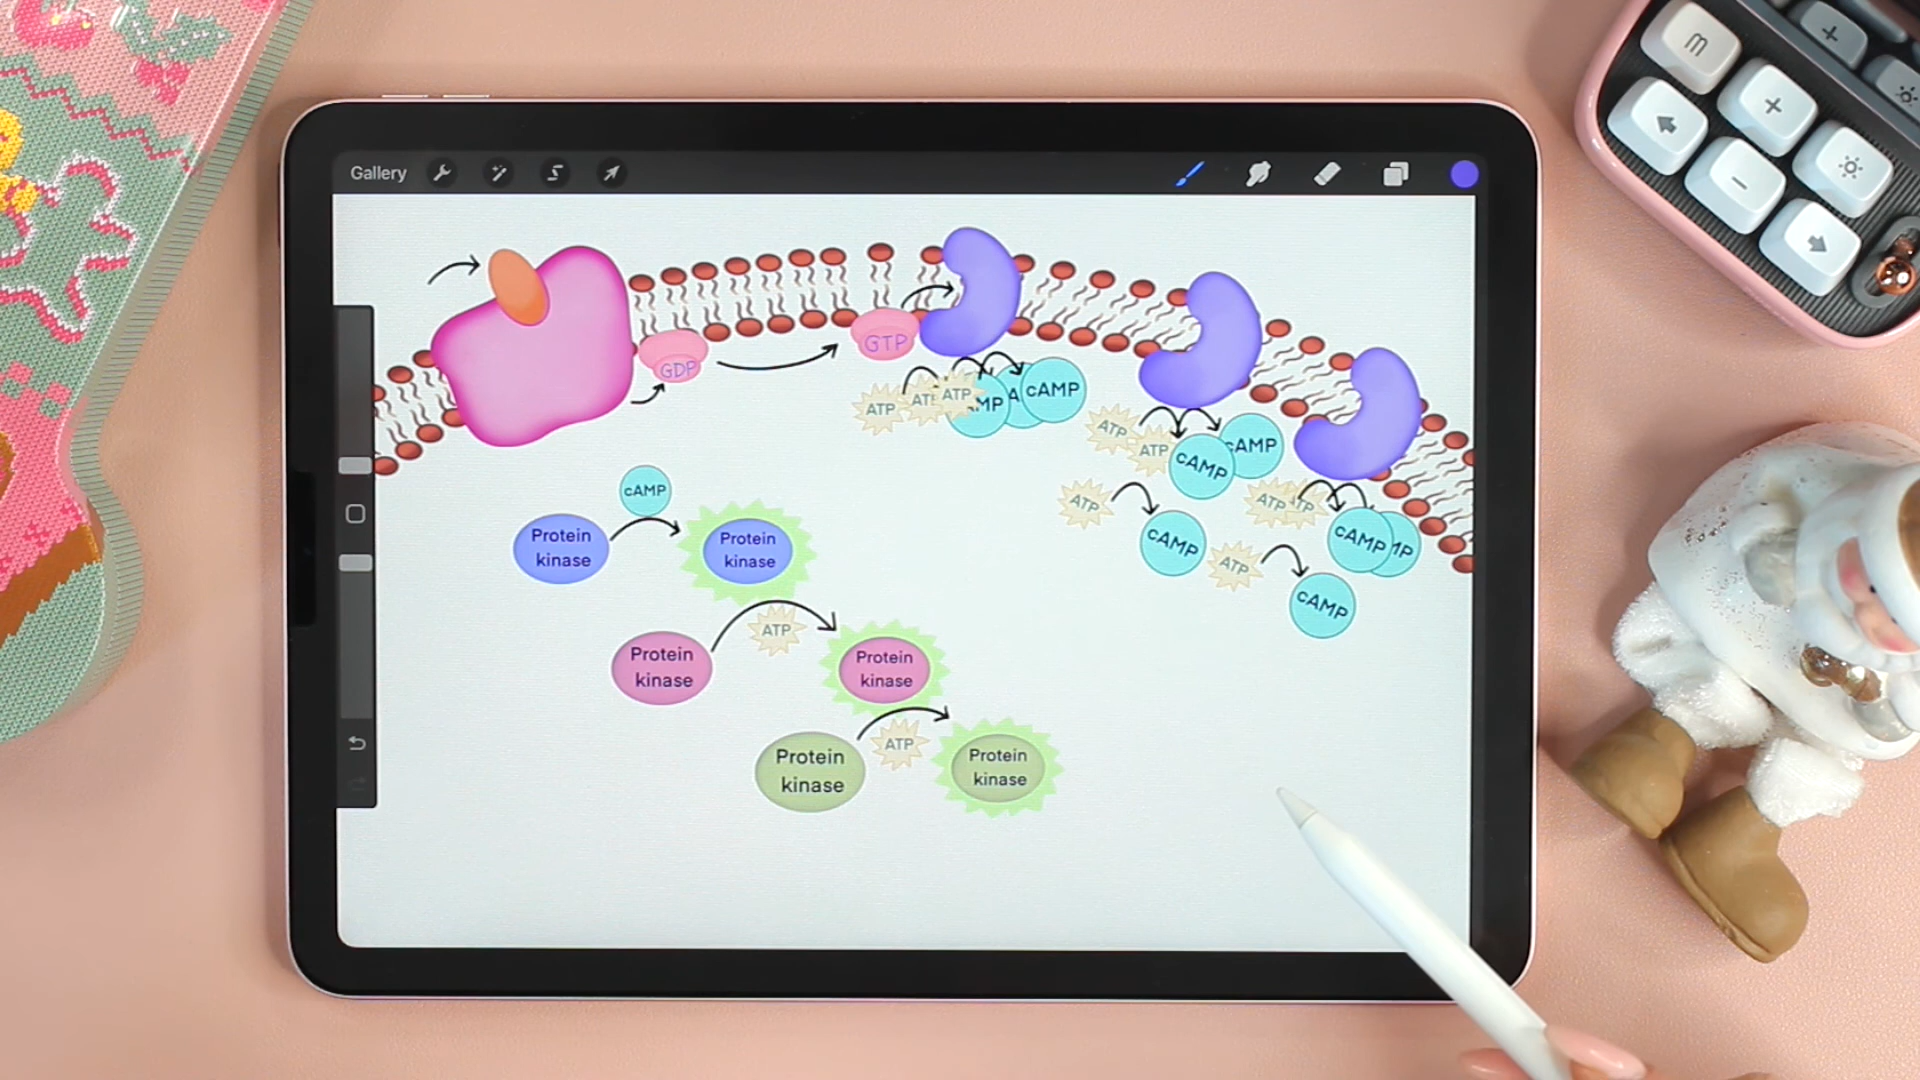 Gallery
m
+
+
−
GDP
GTP
ATP
ATP
cAMP
ATP
ATP
cAMP
cAMP
ATP
cAMP
ATP
cAMP
ATP
cAMP
ATP
cAMP
cAMP
Protein
kinase
Protein
kinase
Protein
kinase
ATP
Protein
kinase
Protein
kinase
ATP
Protein
kinase